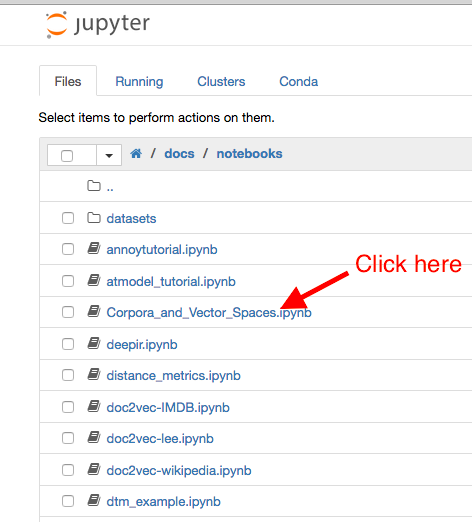 jupyter
Files Running Clusters Conda
Select items to perform actions on them.
/ docs / notebooks
..
datasets
annoytutorial.ipynb
Click here
atmodel_tutorial.ipynb
Corpora_and_Vector_Spaces.ipynb
deepir.ipynb
distance_metrics.ipynb
doc2vec-IMDB.ipynb
doc2vec-lee.ipynb
doc2vec-wikipedia.ipynb
dtm_example.ipynb